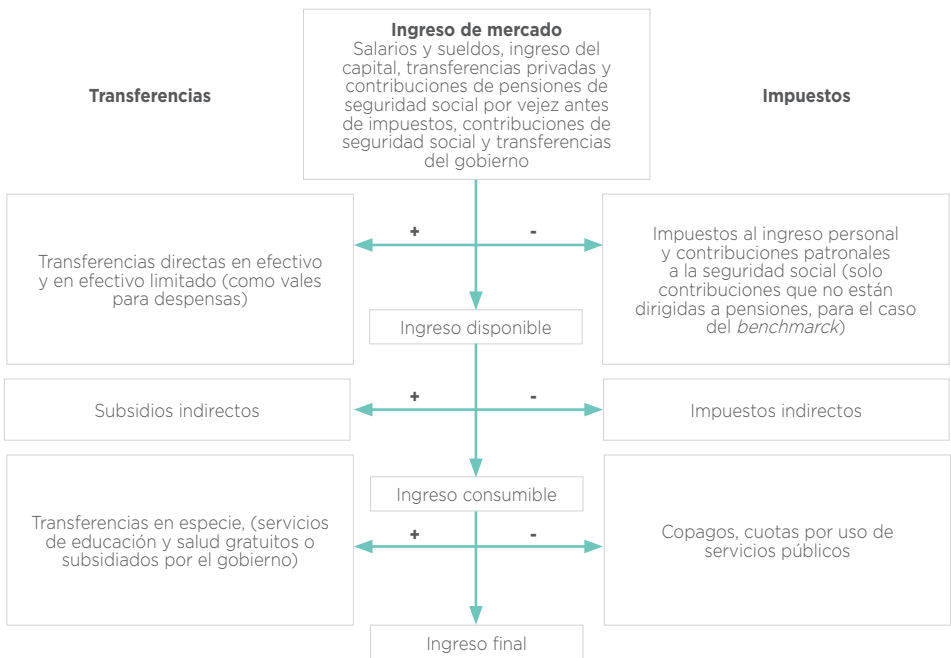 Ingreso de mercado
Salarios y sueldos, ingreso del
capital, transferencias privadas y
contribuciones de pensiones de
seguridad social por vejez antes
de impuestos, contribuciones de
seguridad social y transferencias
del gobierno
Transferencias
Impuestos
+
-
Transferencias directas en efectivo
y en efectivo limitado (como vales
para despensas)
Impuestos al ingreso personal
y contribuciones patronales
a la seguridad social (solo
contribuciones que no están
dirigidas a pensiones, para el caso
del benchmarck)
Ingreso disponible
+
-
Subsidios indirectos
Impuestos indirectos
Ingreso consumible
+
-
Transferencias en especie, (servicios
de educación y salud gratuitos o
subsidiados por el gobierno)
Copagos, cuotas por uso de
servicios públicos
Ingreso final